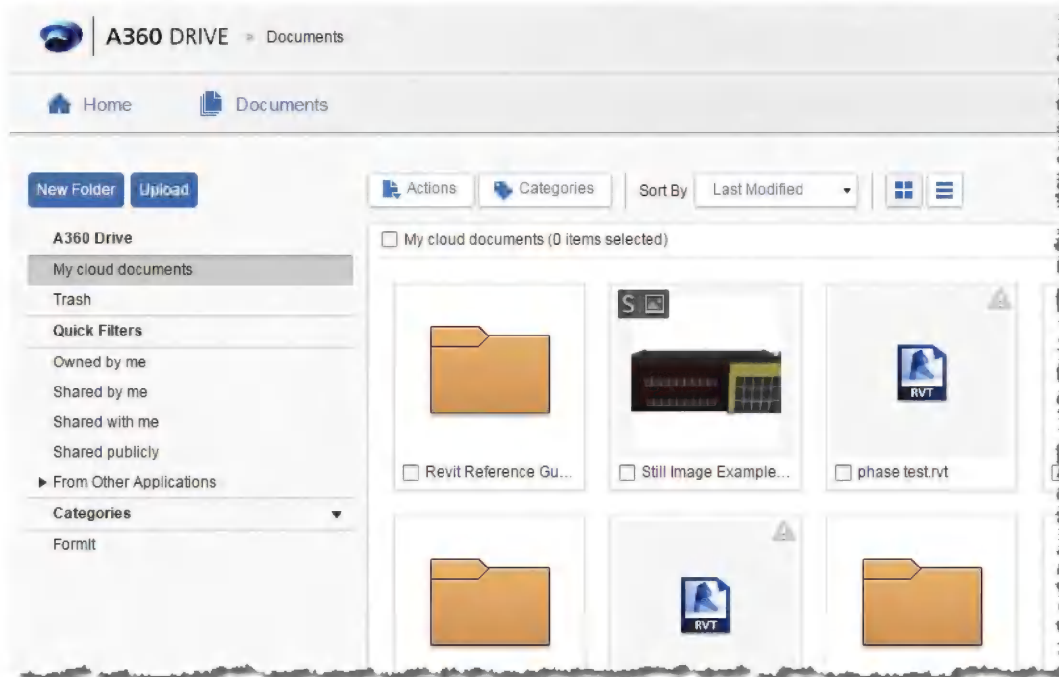 A360 DRIVE » Documents
Home Documents
New Folder Upload
Actions Categories Sort By Last Modified
A360 Drive
My cloud documents (0 items selected)
My cloud documents
Trash
Quick Filters
Owned by me
Shared by me
Shared with me
Shared publicly
From Other Applications
Categories
FormIt
S
RVT
Revit Reference Gu...
Still Image Example...
phase test.rvt
RVT